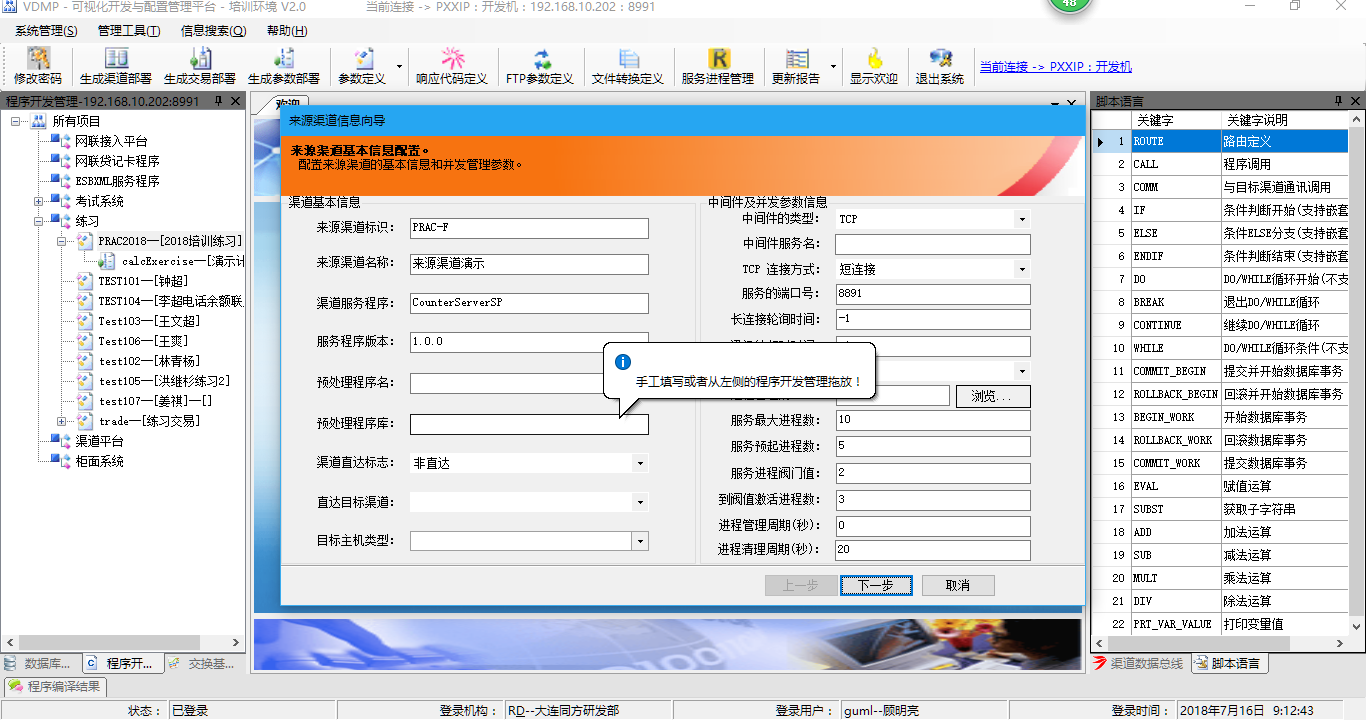 VDMP - 可视化开发与配置管理平台 - 培训环境 V2.0 当前连接 -> PXXIP：开发机：192.168.10.202：8991
48
系统管理(S) 管理工具(T) 信息搜索(Q) 帮助(H)
修改密码 生成渠道部署 生成交易部署 生成参数部署 参数定义 响应代码定义 FTP参数定义 文件转换定义 服务进程管理 更新报告 显示欢迎 退出系统 当前连接 -> PXXIP：开发机
程序开发管理-192.168.10.202:8991
所有项目
网联接入平台
网联贷记卡程序
ESBXML服务程序
考试系统
练习
PRAC2018—[2018培训练习]
calcExercise—[演示计
TEST101—[钟超]
TEST104—[李超电话余额联
Test103—[王文超]
Test106—[王爽]
test102—[林青杨]
test105—[洪继杉练习2]
test107—[姜祺]—[]
trade—[练习交易]
渠道平台
柜面系统
数据库... 程序开... 交换基...
程序编译结果
欢迎
来源渠道信息向导
来源渠道基本信息配置。
配置来源渠道的基本信息和并发管理参数。
渠道基本信息
来源渠道标识： PRAC-F
来源渠道名称： 来源渠道演示
渠道服务程序： CounterServerSP
服务程序版本： 1.0.0
预处理程序名：
预处理程序库：
渠道直达标志： 非直达
直达目标渠道：
目标主机类型：
手工填写或者从左侧的程序开发管理拖放！
中间件及并发参数信息
中间件的类型： TCP
中间件服务名：
TCP 连接方式： 短连接
服务的端口号： 8891
长连接轮询时间： -1
浏览...
服务最大进程数： 10
服务预起进程数： 5
服务进程阀门值： 2
到阀值激活进程数： 3
进程管理周期(秒)： 0
进程清理周期(秒)： 20
上一步 下一步 取消
脚本语言
关键字 关键字说明
1 ROUTE 路由定义
2 CALL 程序调用
3 COMM 与目标渠道通讯调用
4 IF 条件判断开始(支持嵌套
5 ELSE 条件ELSE分支(支持嵌套
6 ENDIF 条件判断结束(支持嵌套
7 DO DO/WHILE循环开始(不支
8 BREAK 退出DO/WHILE循环
9 CONTINUE 继续DO/WHILE循环
10 WHILE DO/WHILE循环条件(不支
11 COMMIT_BEGIN 提交并开始数据库事务
12 ROLLBACK_BEGIN 回滚并开始数据库事务
13 BEGIN_WORK 开始数据库事务
14 ROLLBACK_WORK 回滚数据库事务
15 COMMIT_WORK 提交数据库事务
16 EVAL 赋值运算
17 SUBST 获取子字符串
18 ADD 加法运算
19 SUB 减法运算
20 MULT 乘法运算
21 DIV 除法运算
22 PRT_VAR_VALUE 打印变量值
渠道数据总线 脚本语言
状态： 已登录 登录机构： RD--大连同方研发部 登录用户： guml--顾明亮 登录时间： 2018年7月16日 9:12:43